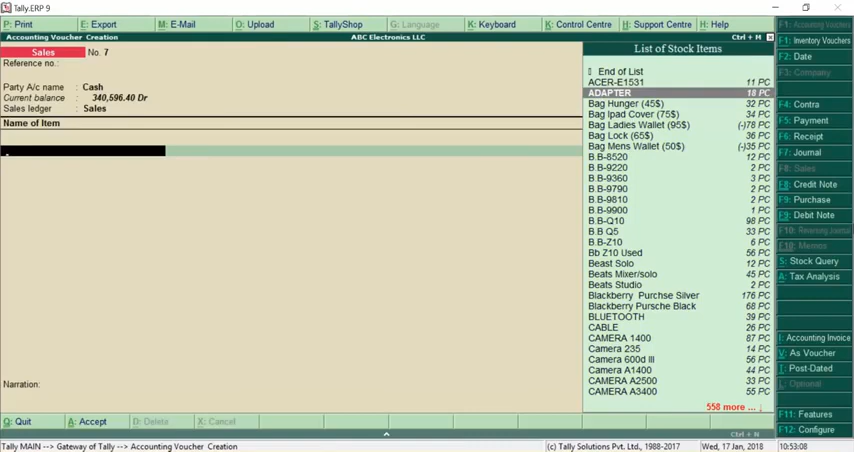 Tally.ERP 9
P: Print E: Export M: E-Mail O: Upload S: TallyShop G: Language K: Keyboard K: Control Centre H: Support Centre H: Help
Accounting Voucher Creation ABC Electronics LLC Ctrl + M
Sales No. 7
Reference no.:
Party A/c name : Cash
Current balance : 340,596.40 Dr
Sales ledger : Sales
Name of Item
Narration:
List of Stock Items
End of List
ACER-E1531 11 PC
ADAPTER 18 PC
Bag Hunger (45$) 32 PC
Bag Ipad Cover (75$) 34 PC
Bag Ladies Wallet (95$) (-)78 PC
Bag Lock (65$) 36 PC
Bag Mens Wallet (50$) (-)35 PC
B.B-8520 12 PC
B.B-9220 2 PC
B.B-9360 3 PC
B.B-9790 2 PC
B.B-9810 2 PC
B.B-9900 1 PC
B.B-Q10 98 PC
B.B Q5 33 PC
B.B-Z10 6 PC
Bb Z10 Used 56 PC
Beast Solo 12 PC
Beats Mixer/solo 45 PC
Beats Studio 2 PC
Blackberry Purchse Silver 176 PC
Blackberry Pursche Black 68 PC
BLUETOOTH 39 PC
CABLE 26 PC
CAMERA 1400 87 PC
Camera 235 14 PC
Camera 600d III 56 PC
Camera A1400 44 PC
CAMERA A2500 33 PC
CAMERA A3400 55 PC
558 more ... ↓
F1: Accounting Vouchers
F1: Inventory Vouchers
F2: Date
F3: Company
F4: Contra
F5: Payment
F6: Receipt
F7: Journal
F8: Sales
F8: Credit Note
F9: Purchase
F9: Debit Note
F10: Reversing Journal
F10: Memos
S: Stock Query
A: Tax Analysis
I: Accounting Invoice
V: As Voucher
T: Post-Dated
L: Optional
F11: Features
F12: Configure
Q: Quit A: Accept D: Delete X: Cancel
Ctrl + N
Tally MAIN --> Gateway of Tally --> Accounting Voucher Creation (c) Tally Solutions Pvt. Ltd., 1988-2017 Wed, 17 Jan, 2018 10:53:08